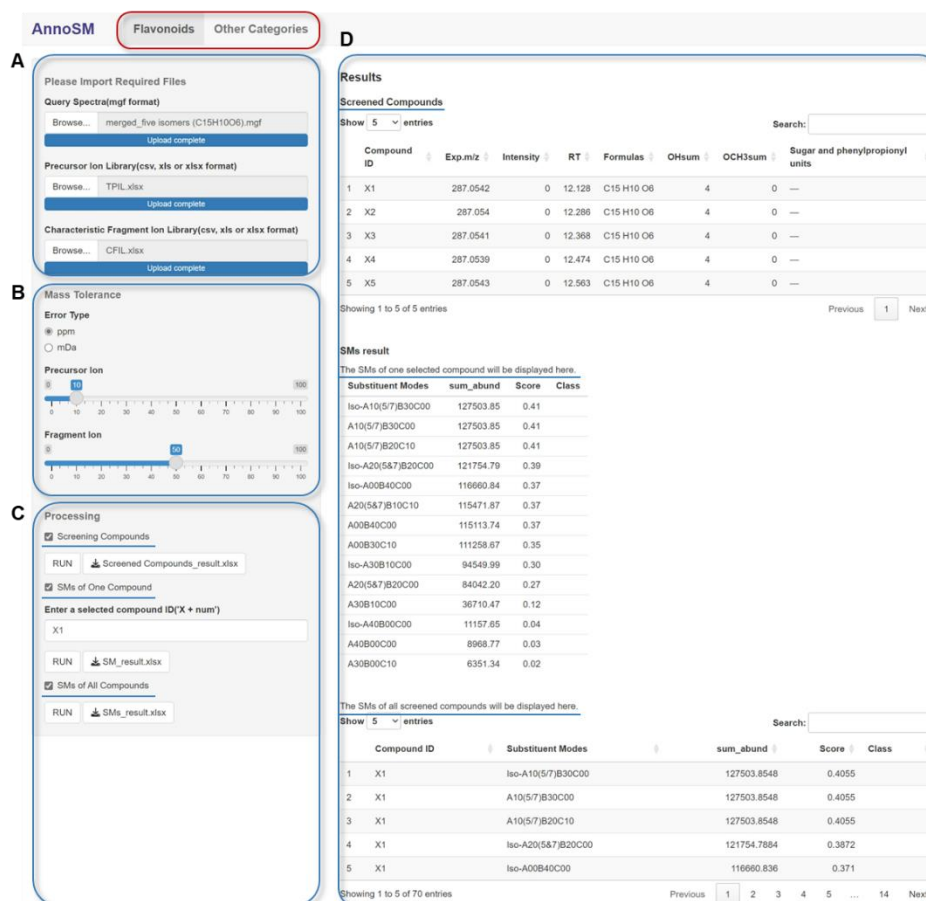 AnnoSM Flavonoids Other Categories
A
Please Import Required Files
Query Spectra(mgf format)
Browse... merged_five isomers (C15H10O6).mgf
Upload complete
Precursor Ion Library(csv, xls or xlsx format)
Browse... TPIL.xlsx
Upload complete
Characteristic Fragment Ion Library(csv, xls or xlsx format)
Browse... CFIL.xlsx
Upload complete
B
Mass Tolerance
Error Type
ppm
mDa
Precursor Ion
0 10 100
0 10 20 30 40 50 60 70 80 90 100
Fragment Ion
0 50 100
0 10 20 30 40 50 60 70 80 90 100
C
Processing
Screening Compounds
RUN Screened Compounds_result.xlsx
SMs of One Compound
Enter a selected compound ID('X + num')
X1
RUN SM_result.xlsx
SMs of All Compounds
RUN SMs_result.xlsx
D
Results
Screened Compounds
Show 5 entries Search:
Compound ID Exp.m/z Intensity RT Formulas OHsum OCH3sum Sugar and phenylpropionyl units
1 X1 287.0542 0 12.128 C15 H10 O6 4 0 ---
2 X2 287.054 0 12.286 C15 H10 O6 4 0 ---
3 X3 287.0541 0 12.368 C15 H10 O6 4 0 ---
4 X4 287.0539 0 12.474 C15 H10 O6 4 0 ---
5 X5 287.0543 0 12.563 C15 H10 O6 4 0 ---
Showing 1 to 5 of 5 entries Previous 1 Next
SMs result
The SMs of one selected compound will be displayed here.
Substituent Modes sum_abund Score Class
Iso-A10(5/7)B30C00 127503.85 0.41
A10(5/7)B30C00 127503.85 0.41
A10(5/7)B20C10 127503.85 0.41
Iso-A20(5&7)B20C00 121754.79 0.39
Iso-A00B40C00 116660.84 0.37
A20(5&7)B10C10 115471.87 0.37
A00B40C00 115113.74 0.37
A00B30C10 111258.67 0.35
Iso-A30B10C00 94549.99 0.30
A20(5&7)B20C00 84042.20 0.27
A30B10C00 36710.47 0.12
Iso-A40B00C00 11157.65 0.04
A40B00C00 8968.77 0.03
A30B00C10 6351.34 0.02
The SMs of all screened compounds will be displayed here.
Show 5 entries Search:
Compound ID Substituent Modes sum_abund Score Class
1 X1 Iso-A10(5/7)B30C00 127503.8548 0.4055
2 X1 A10(5/7)B30C00 127503.8548 0.4055
3 X1 A10(5/7)B20C10 127503.8548 0.4055
4 X1 Iso-A20(5&7)B20C00 121754.7884 0.3872
5 X1 Iso-A00B40C00 116660.836 0.371
Showing 1 to 5 of 70 entries Previous 1 2 3 4 5 ... 14 Next